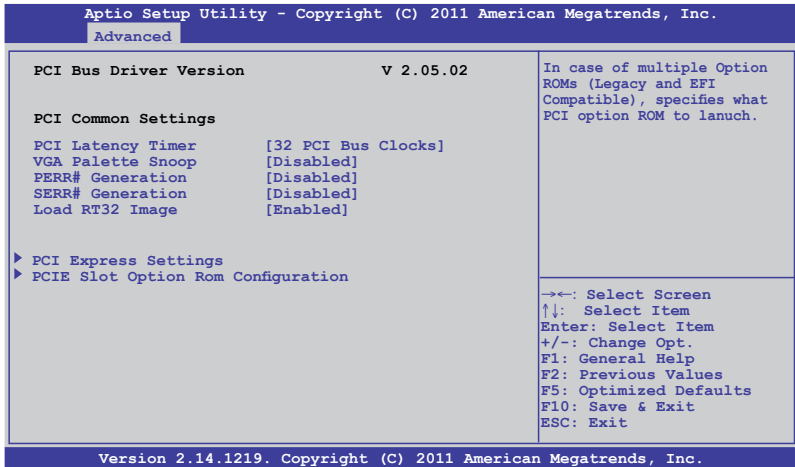 Aptio Setup Utility - Copyright (C) 2011 American Megatrends, Inc.
Advanced
PCI Bus Driver Version V 2.05.02
PCI Common Settings
PCI Latency Timer [32 PCI Bus Clocks]
VGA Palette Snoop [Disabled]
PERR# Generation [Disabled]
SERR# Generation [Disabled]
Load RT32 Image [Enabled]
PCI Express Settings
PCIE Slot Option Rom Configuration
In case of multiple Option
ROMs (Legacy and EFI
Compatible), specifies what
PCI option ROM to lanuch.
→←: Select Screen
↑↓: Select Item
Enter: Select Item
+/-: Change Opt.
F1: General Help
F2: Previous Values
F5: Optimized Defaults
F10: Save & Exit
ESC: Exit
Version 2.14.1219. Copyright (C) 2011 American Megatrends, Inc.